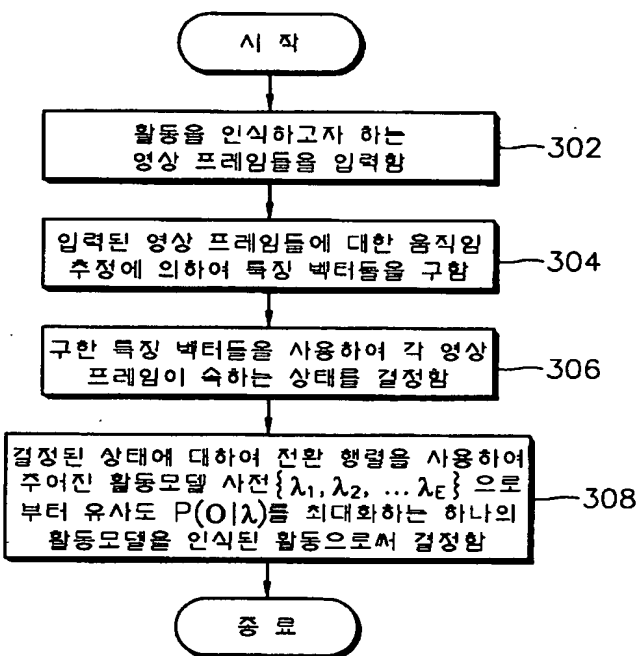 시 작
활동을 인식하고자 하는
영상 프레임들을 입력함
302
입력된 영상 프레임들에 대한 움직임
추정에 의하여 특징 벡터들을 구함
304
구한 특징 벡터들을 사용하여 각 영상
프레임이 속하는 상태를 결정함
306
결정된 상태에 대하여 전환 행렬을 사용하여
주어진 활동모델 사전{λ₁, λ₂, ... λE} 으로
부터 유사도 P(O|λ)를 최대화하는 하나의
활동모델을 인식된 활동으로써 결정함
308
종 료